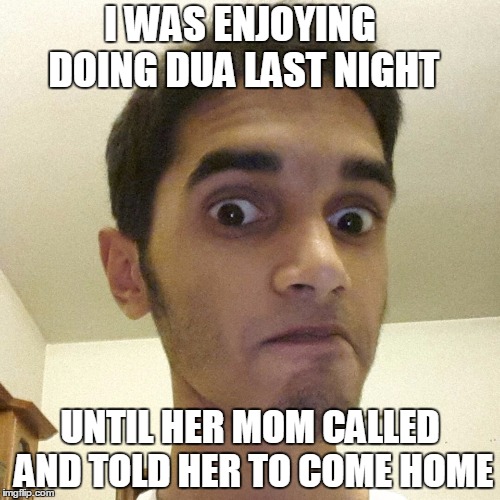 I WAS ENJOYING
DOING DUA LAST NIGHT
UNTIL HER MOM CALLED
AND TOLD HER TO COME HOME
imgflip.com